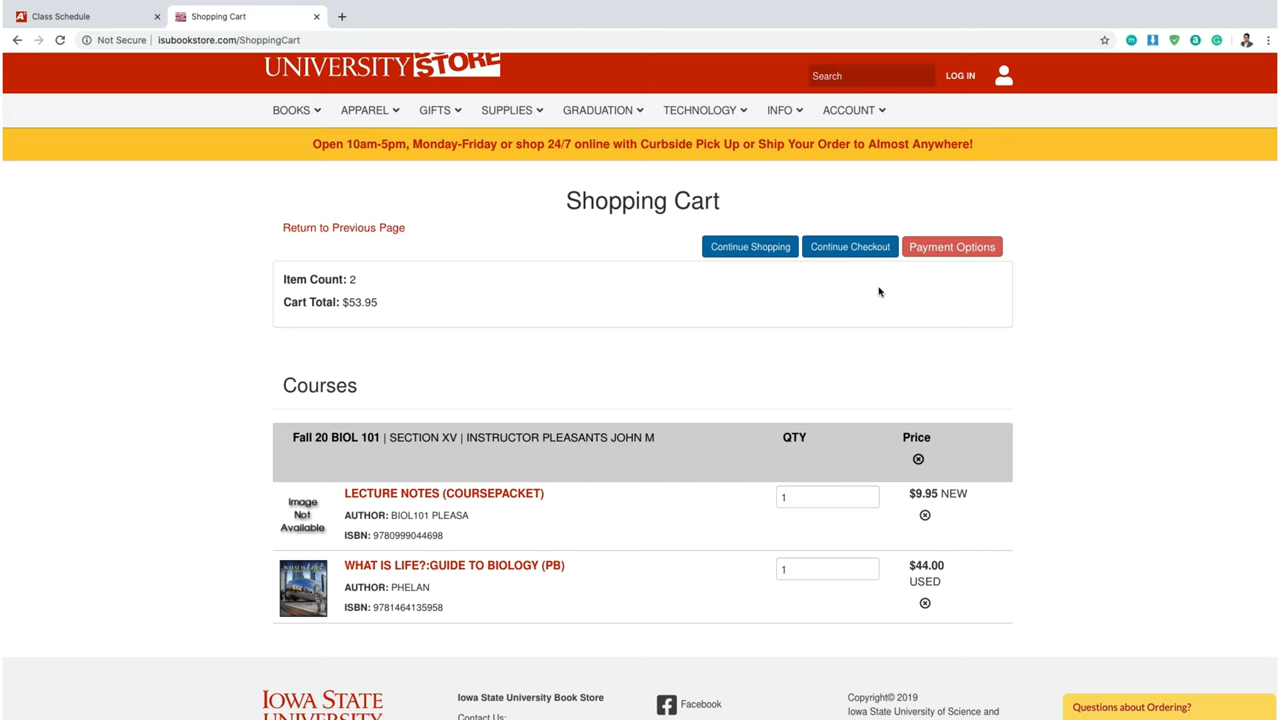 Class Schedule
Shopping Cart
Not Secure | isubookstore.com/ShoppingCart
UNIVERSITY STORE
Search
LOG IN
BOOKS APPAREL GIFTS SUPPLIES GRADUATION TECHNOLOGY INFO ACCOUNT
Open 10am-5pm, Monday-Friday or shop 24/7 online with Curbside Pick Up or Ship Your Order to Almost Anywhere!
Shopping Cart
Return to Previous Page
Continue Shopping Continue Checkout Payment Options
Item Count: 2
Cart Total: $53.95
Courses
Fall 20 BIOL 101 | SECTION XV | INSTRUCTOR PLEASANTS JOHN M QTY Price
Image Not Available
LECTURE NOTES (COURSEPACKET) 1 $9.95 NEW
AUTHOR: BIOL101 PLEASA
ISBN: 9780999044698
WHAT IS LIFE?:GUIDE TO BIOLOGY (PB) 1 $44.00
AUTHOR: PHELAN USED
ISBN: 9781464135958
IOWA STATE
UNIVERSITY
Iowa State University Book Store
Contact Us:
Facebook
Copyright© 2019
Iowa State University of Science and
Questions about Ordering?